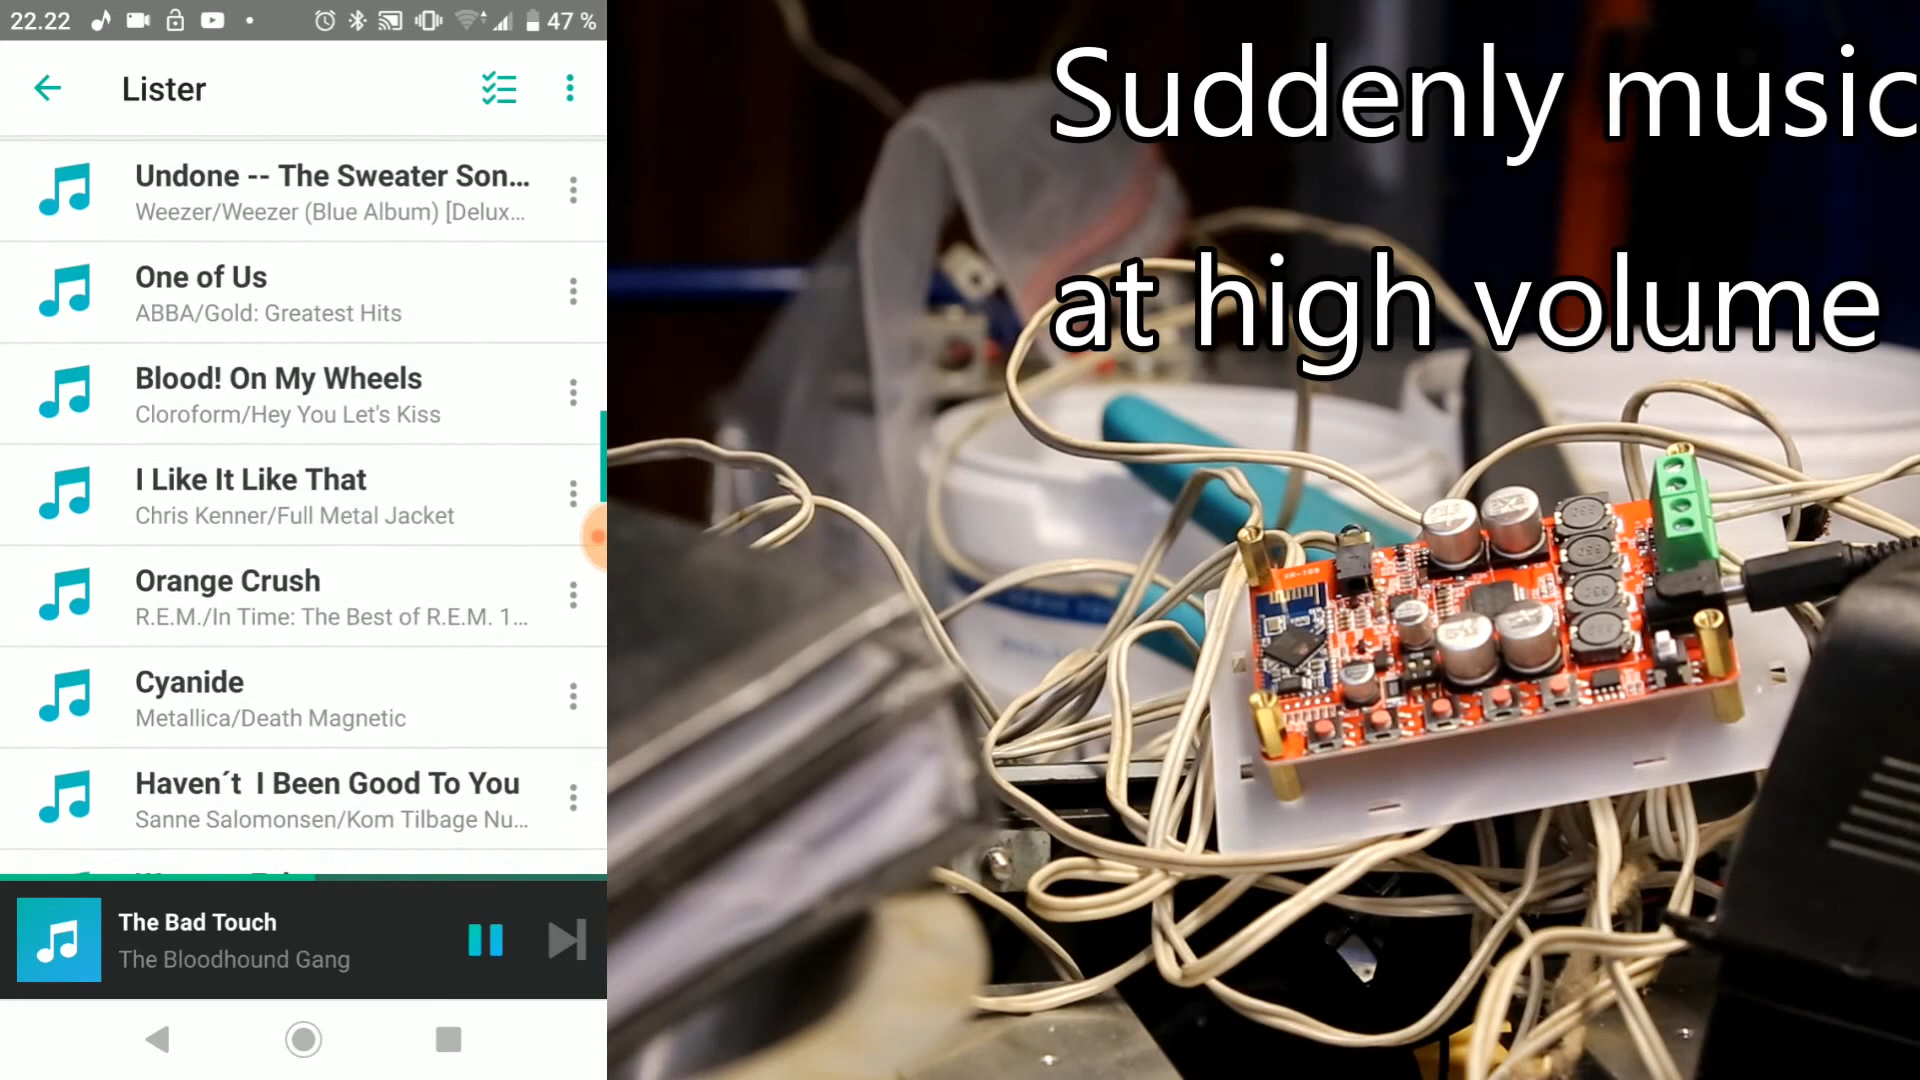 22.22
47 %
Lister
Undone -- The Sweater Son...
Weezer/Weezer (Blue Album) [Delux...
One of Us
ABBA/Gold: Greatest Hits
Blood! On My Wheels
Cloroform/Hey You Let's Kiss
I Like It Like That
Chris Kenner/Full Metal Jacket
Orange Crush
R.E.M./In Time: The Best of R.E.M. 1...
Cyanide
Metallica/Death Magnetic
Haven´t  I Been Good To You
Sanne Salomonsen/Kom Tilbage Nu...
The Bad Touch
The Bloodhound Gang
Suddenly music
at high volume